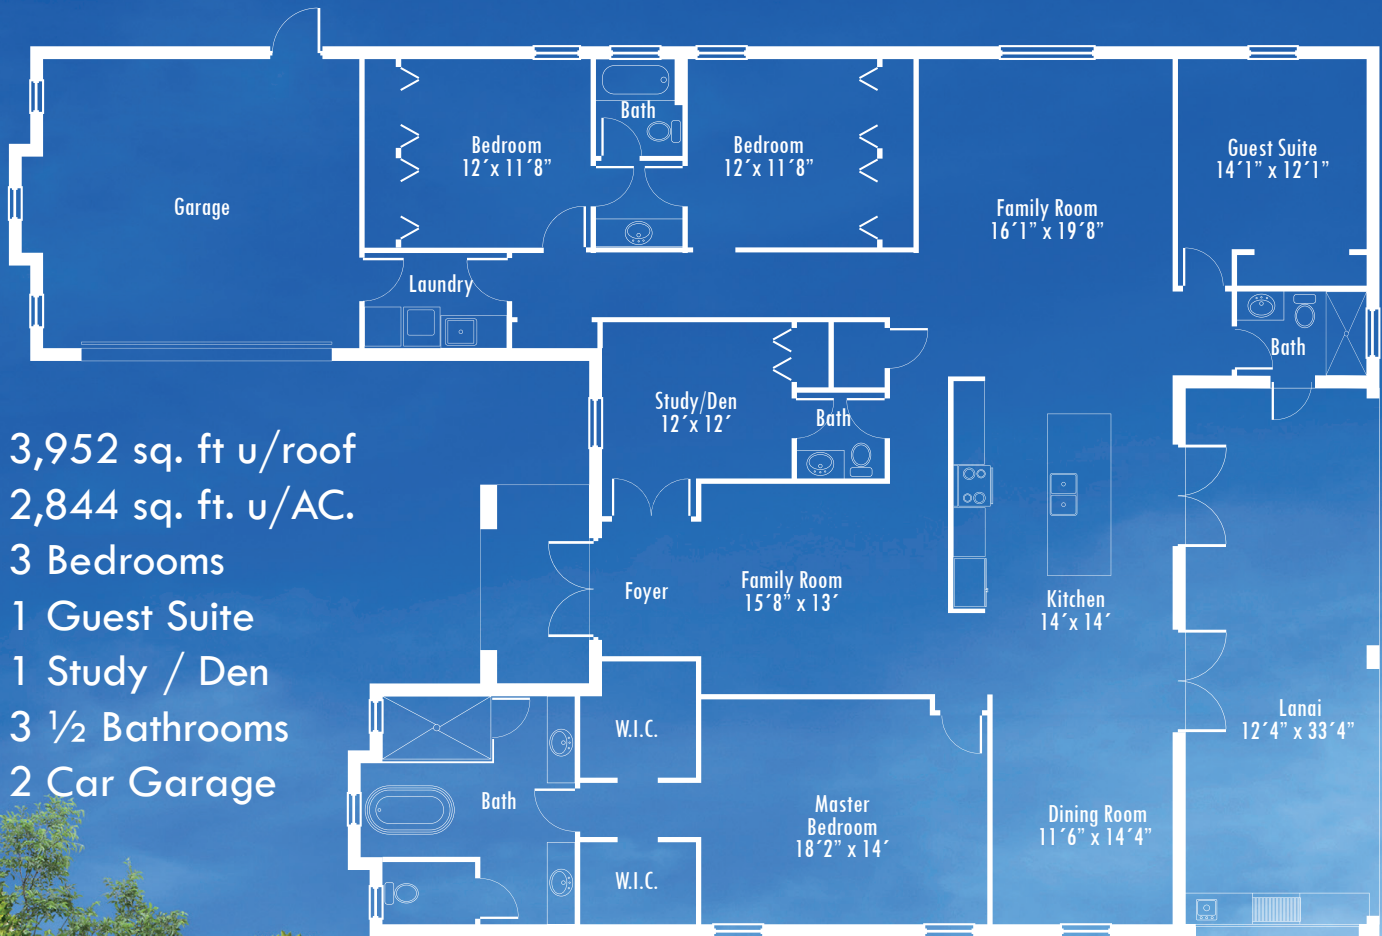 Garage
Bedroom
12´x 11´8”
Bath
Bedroom
12´x 11´8”
Family Room
16´1” x 19´8”
Guest Suite
14´1” x 12´1”
Laundry
Bath
Study/Den
12´x 12´
Bath
3,952 sq. ft u/roof
2,844 sq. ft. u/AC.
3 Bedrooms
1 Guest Suite
1 Study / Den
3 ½ Bathrooms
2 Car Garage
Foyer
Family Room
15´8” x 13´
Kitchen
14´x 14´
Lanai
12´4” x 33´4”
W.I.C.
Bath
Master
Bedroom
18´2” x 14´
Dining Room
11´6” x 14´4”
W.I.C.